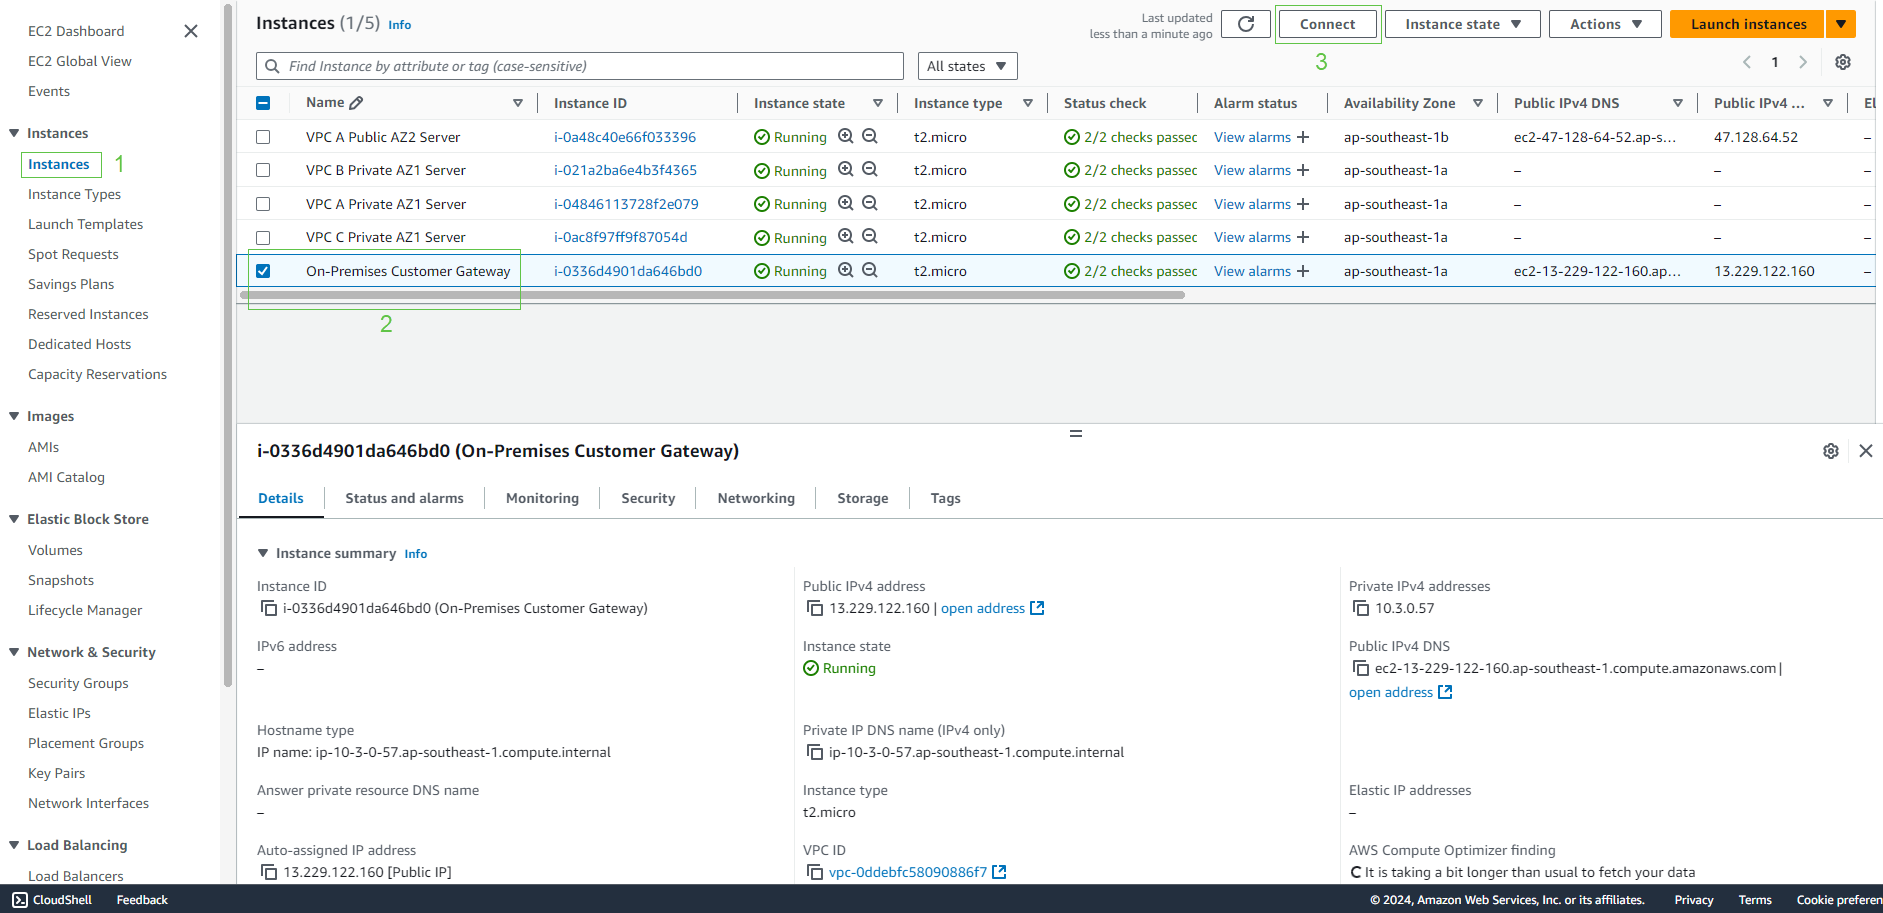 EC2 Dashboard
EC2 Global View
Events
Instances
Instances 1
Instance Types
Launch Templates
Spot Requests
Savings Plans
Reserved Instances
Dedicated Hosts
Capacity Reservations
Images
AMIs
AMI Catalog
Elastic Block Store
Volumes
Snapshots
Lifecycle Manager
Network & Security
Security Groups
Elastic IPs
Placement Groups
Key Pairs
Network Interfaces
Load Balancing
Load Balancers
Instances (1/5) Info
Last updated
less than a minute ago
Connect Instance state Actions Launch instances
3
Find Instance by attribute or tag (case-sensitive) All states 1
Name Instance ID Instance state Instance type Status check Alarm status Availability Zone Public IPv4 DNS Public IPv4 ... El
VPC A Public AZ2 Server i-0a48c40e66f033396 Running t2.micro 2/2 checks passec View alarms + ap-southeast-1b ec2-47-128-64-52.ap-s... 47.128.64.52 –
VPC B Private AZ1 Server i-021a2ba6e4b3f4365 Running t2.micro 2/2 checks passec View alarms + ap-southeast-1a – – –
VPC A Private AZ1 Server i-04846113728f2e079 Running t2.micro 2/2 checks passec View alarms + ap-southeast-1a – – –
VPC C Private AZ1 Server i-0ac8f97ff9f87054d Running t2.micro 2/2 checks passec View alarms + ap-southeast-1a – – –
On-Premises Customer Gateway i-0336d4901da646bd0 Running t2.micro 2/2 checks passec View alarms + ap-southeast-1a ec2-13-229-122-160.ap... 13.229.122.160 –
2
i-0336d4901da646bd0 (On-Premises Customer Gateway)
Details Status and alarms Monitoring Security Networking Storage Tags
Instance summary Info
Instance ID
i-0336d4901da646bd0 (On-Premises Customer Gateway)
Public IPv4 address
13.229.122.160 | open address
Private IPv4 addresses
10.3.0.57
IPv6 address
–
Instance state
Running
Public IPv4 DNS
ec2-13-229-122-160.ap-southeast-1.compute.amazonaws.com |
open address
Hostname type
IP name: ip-10-3-0-57.ap-southeast-1.compute.internal
Private IP DNS name (IPv4 only)
ip-10-3-0-57.ap-southeast-1.compute.internal
Answer private resource DNS name
–
Instance type
t2.micro
Elastic IP addresses
–
Auto-assigned IP address
13.229.122.160 [Public IP]
VPC ID
vpc-0ddebfc58090886f7
AWS Compute Optimizer finding
It is taking a bit longer than usual to fetch your data
CloudShell Feedback © 2024, Amazon Web Services, Inc. or its affiliates. Privacy Terms Cookie preferen